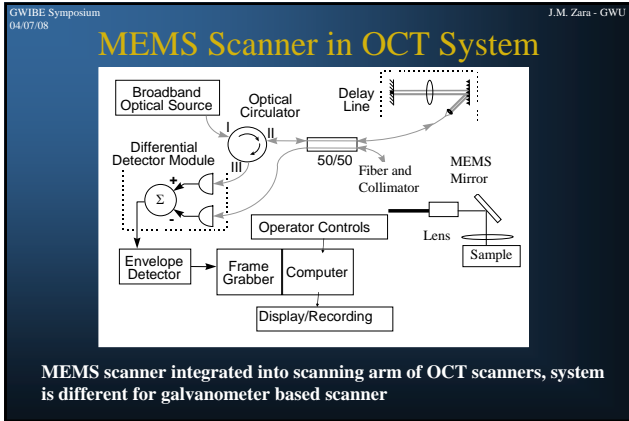 GWIBE Symposium
04/07/08
J.M. Zara - GWU
MEMS Scanner in OCT System
Broadband
Optical Source
Optical
Circulator
I
II
III
Delay
Line
50/50
Differential
Detector Module
+
Σ
-
Fiber and
Collimator
MEMS
Mirror
Lens
Sample
Operator Controls
Envelope
Detector
Frame
Grabber
Computer
Display/Recording
MEMS scanner integrated into scanning arm of OCT scanners, system
is different for galvanometer based scanner